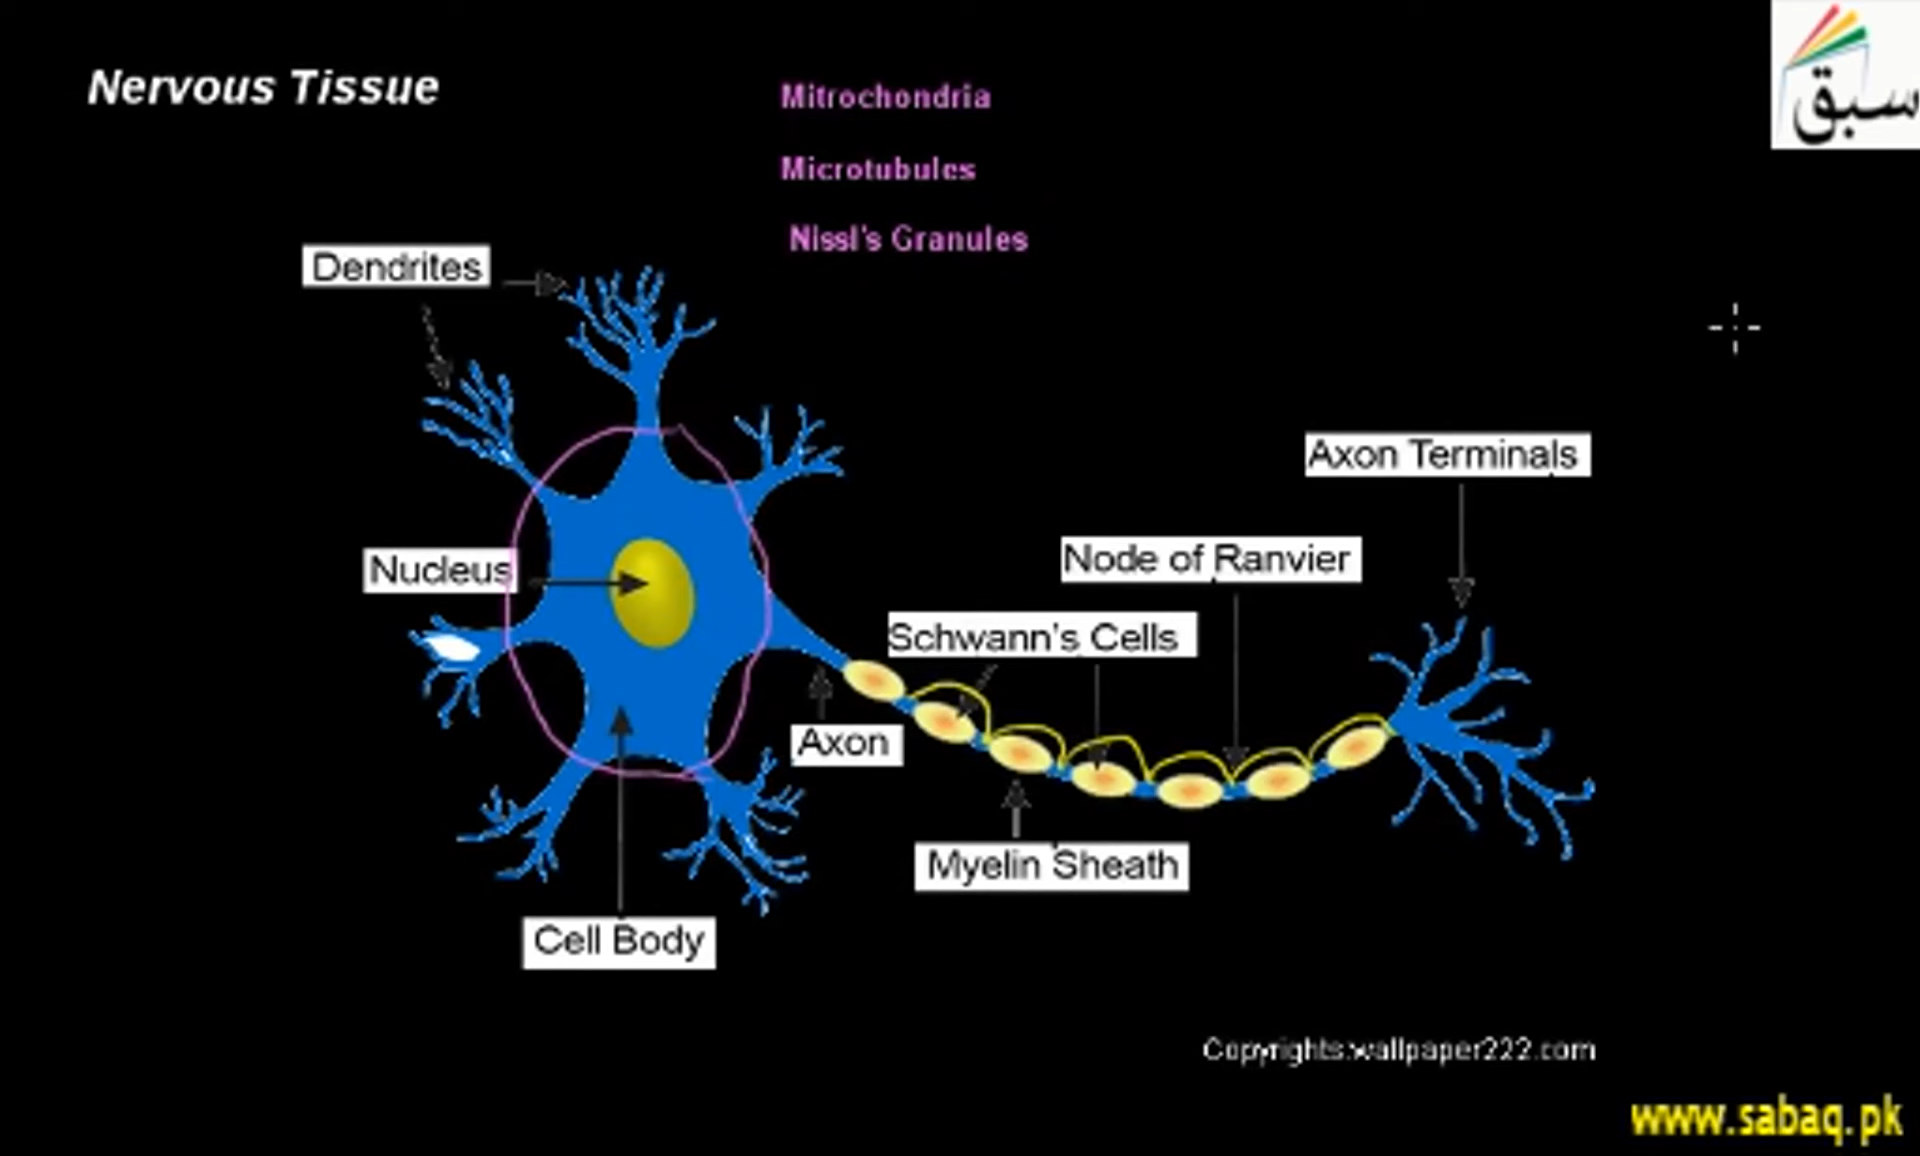 Nervous Tissue
Mitrochondria
Microtubules
Nissl's Granules
سبق
Dendrites
Axon Terminals
Node of Ranvier
Nucleus
Schwann's Cells
Axon
Myelin Sheath
Cell Body
Copyrights:wallpaper222.com
www.sabaq.pk